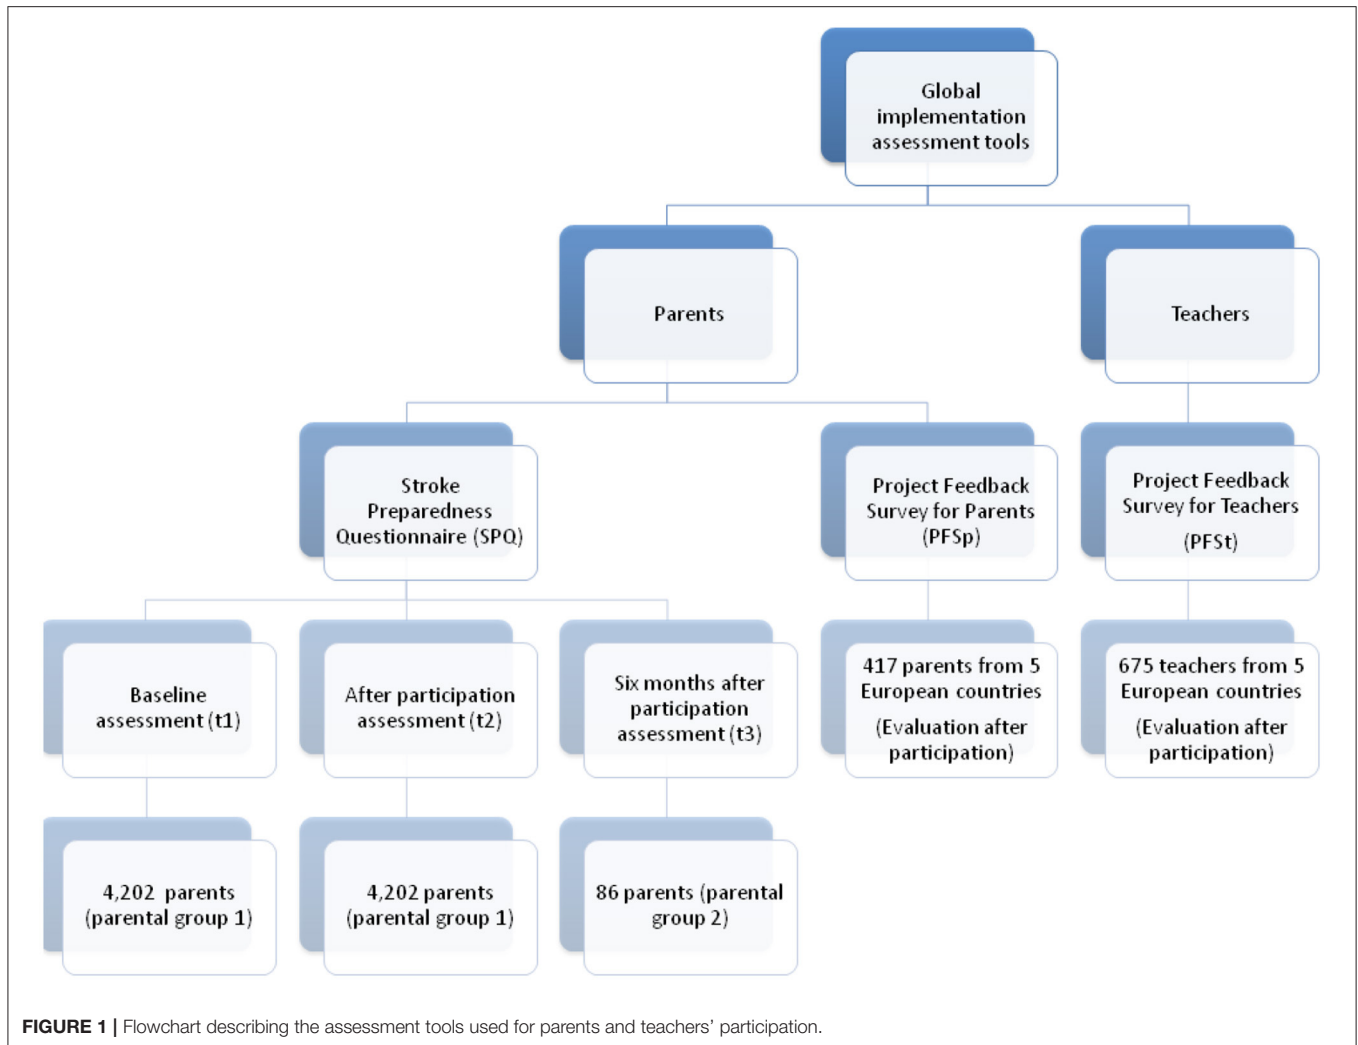 Global
implementation
assessment tools
Parents
Teachers
Stroke
Preparedness
Questionnaire (SPQ)
Project Feedback
Survey for Parents
(PFSp)
Project Feedback
Survey for Teachers
(PFSt)
Baseline
assessment (t1)
After participation
assessment (t2)
Six months after
participation
assessment (t3)
417 parents from 5
European countries
(Evaluation after
participation)
675 teachers from 5
European countries
(Evaluation after
participation)
4,202 parents
(parental group 1)
4,202 parents
(parental group 1)
86 parents (parental
group 2)
FIGURE 1 | Flowchart describing the assessment tools used for parents and teachers’ participation.